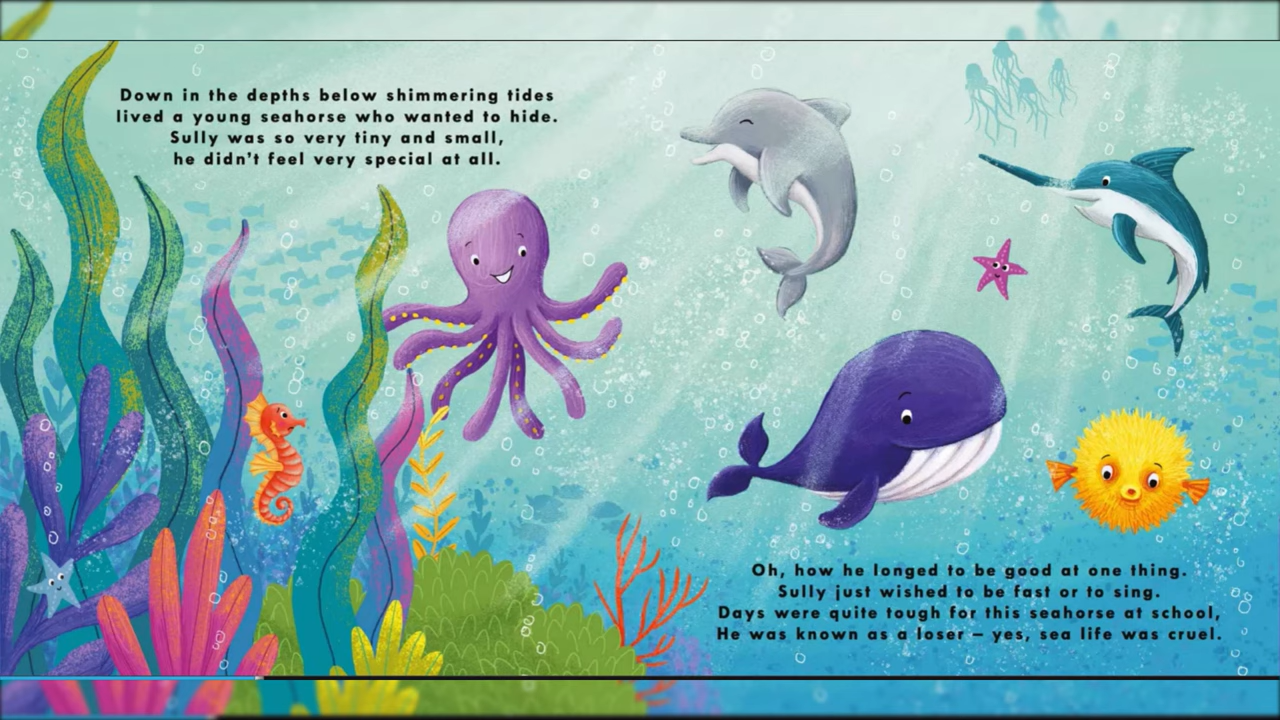 Down in the depths below shimmering tides
lived a young seahorse who wanted to hide.
Sully was so very tiny and small,
he didn't feel very special at all.
Oh, how he longed to be good at one thing.
Sully just wished to be fast or to sing.
Days were quite tough for this seahorse at school,
He was known as a loser – yes, sea life was cruel.